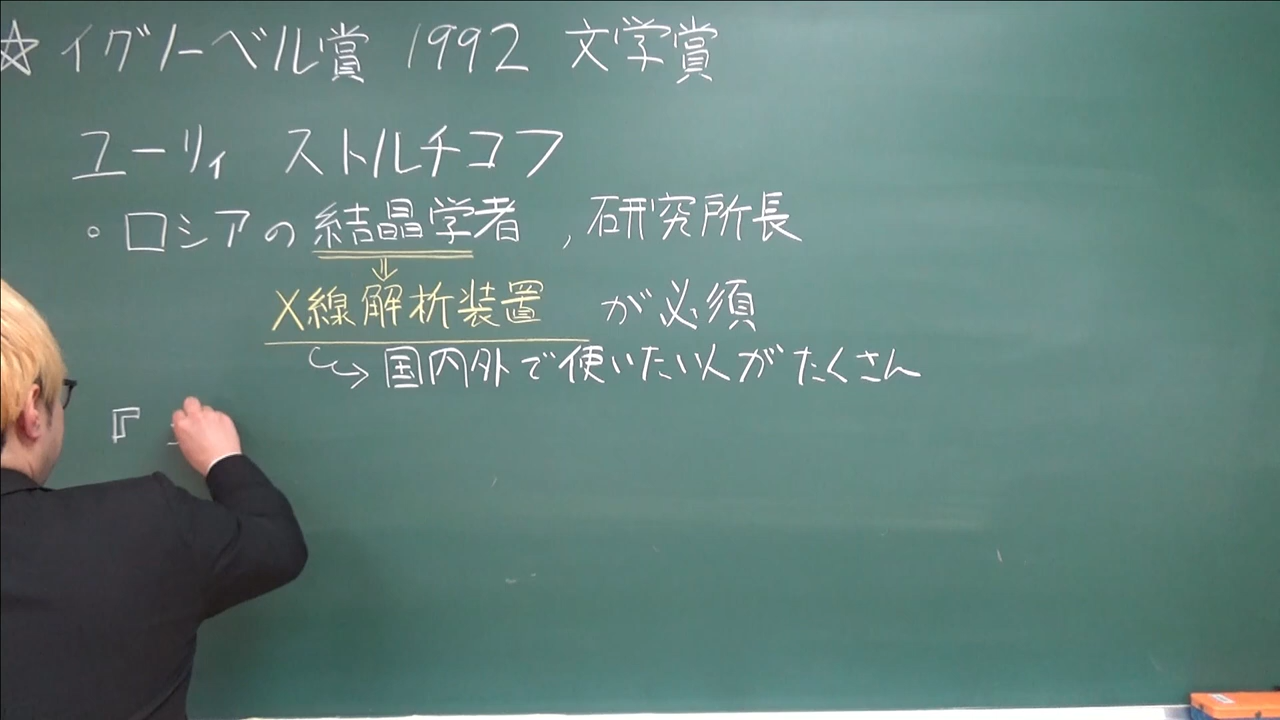 ☆イグノーベル賞 1992 文学賞
ユーリィ ストルチコフ
・ロシアの結晶学者,研究所長
⇓
X線解析装置 が必須
↪国内外で使いたい人がたくさん
『